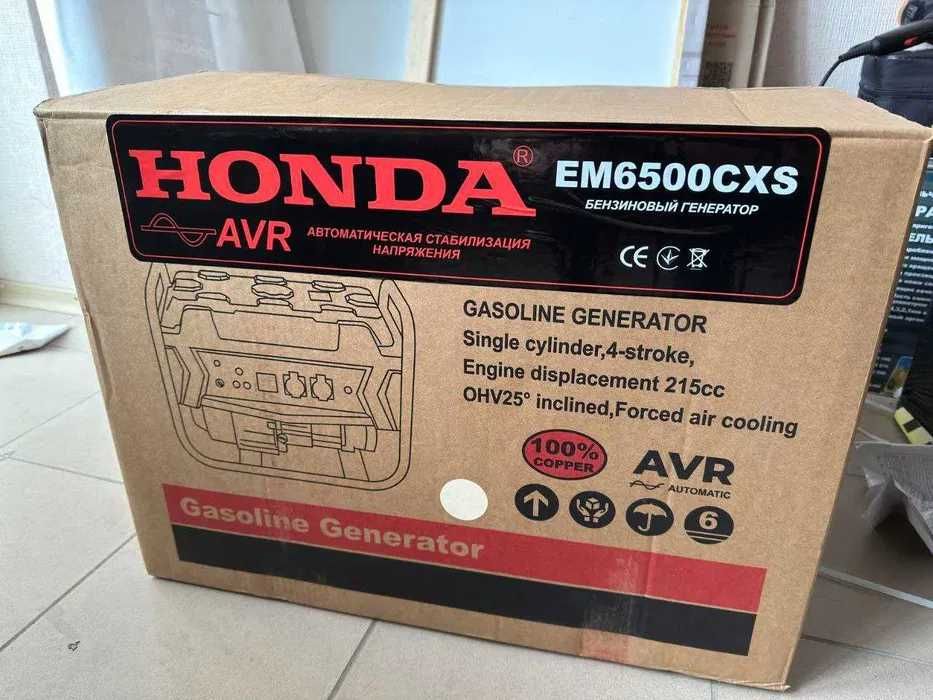 HONDA®
EM6500CXS
БЕНЗИНОВЫЙ ГЕНЕРАТОР
AVR
АВТОМАТИЧЕСКАЯ СТАБИЛИЗАЦИЯ
НАПРЯЖЕНИЯ
CE
GASOLINE GENERATOR
Single cylinder,4-stroke,
Engine displacement 215cc
OHV25° inclined,Forced air cooling
100%
COPPER
AVR
AUTOMATIC
6
Gasoline Generator